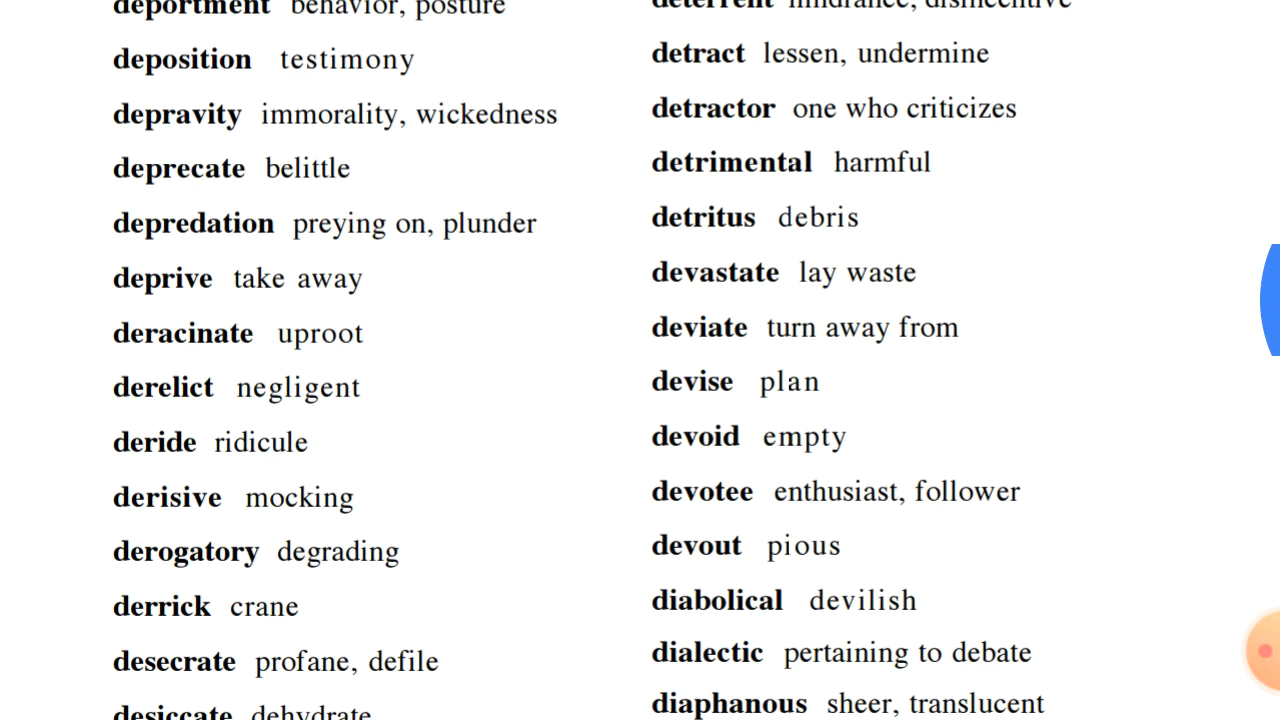 deportment behavior, posture
deposition testimony
depravity immorality, wickedness
deprecate belittle
depredation preying on, plunder
deprive take away
deracinate uproot
derelict negligent
deride ridicule
derisive mocking
derogatory degrading
derrick crane
desecrate profane, defile
desiccate dehydrate
deterrent hindrance, disincentive
detract lessen, undermine
detractor one who criticizes
detrimental harmful
detritus debris
devastate lay waste
deviate turn away from
devise plan
devoid empty
devotee enthusiast, follower
devout pious
diabolical devilish
dialectic pertaining to debate
diaphanous sheer, translucent